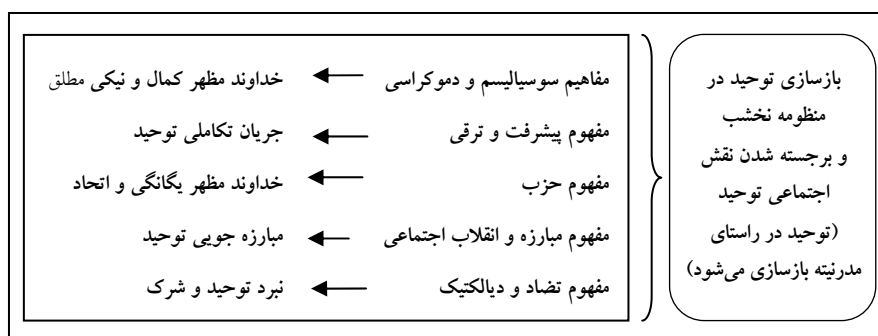 بازسازی توحید در
منظومه نخشب
و برجسته شدن نقش
اجتماعی توحید
(توحید در راستای
مدرنیته بازسازی می‌شود)
مفاهیم سوسیالیسم و دموکراسی خداوند مظهر کمال و نیکی مطلق
مفهوم پیشرفت و ترقی جریان تکاملی توحید
مفهوم حزب خداوند مظهر یگانگی و اتحاد
مفهوم مبارزه و انقلاب اجتماعی مبارزه جویی توحید
مفهوم تضاد و دیالکتیک نبرد توحید و شرک